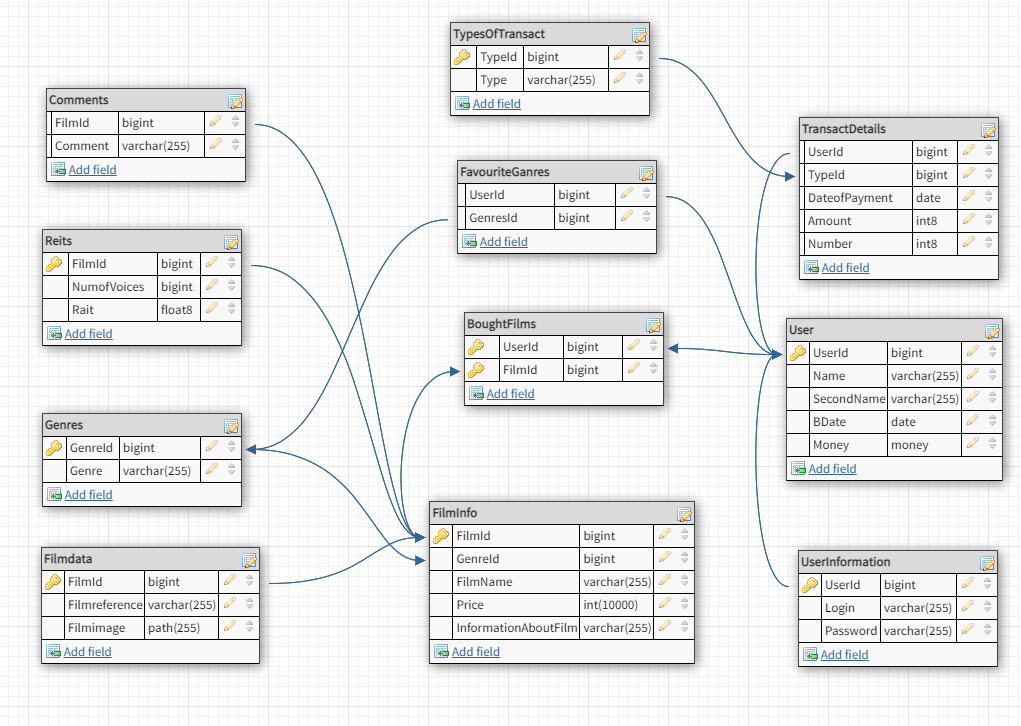 TypesOfTransact
TypeId bigint
Type varchar(255)
Add field
Comments
FilmId bigint
Comment varchar(255)
Add field
TransactDetails
UserId bigint
TypeId bigint
DateofPayment date
Amount int8
Number int8
Add field
FavouriteGanres
UserId bigint
GenresId bigint
Add field
Reits
FilmId bigint
NumofVoices bigint
Rait float8
Add field
BoughtFilms
UserId bigint
FilmId bigint
Add field
User
UserId bigint
Name varchar(255)
SecondName varchar(255)
BDate date
Money money
Add field
Genres
GenreId bigint
Genre varchar(255)
Add field
FilmInfo
FilmId bigint
GenreId bigint
FilmName varchar(255)
Price int(10000)
InformationAboutFilm varchar(255)
Add field
Filmdata
FilmId bigint
Filmreference varchar(255)
Filmimage path(255)
Add field
UserInformation
UserId bigint
Login varchar(255)
Password varchar(255)
Add field